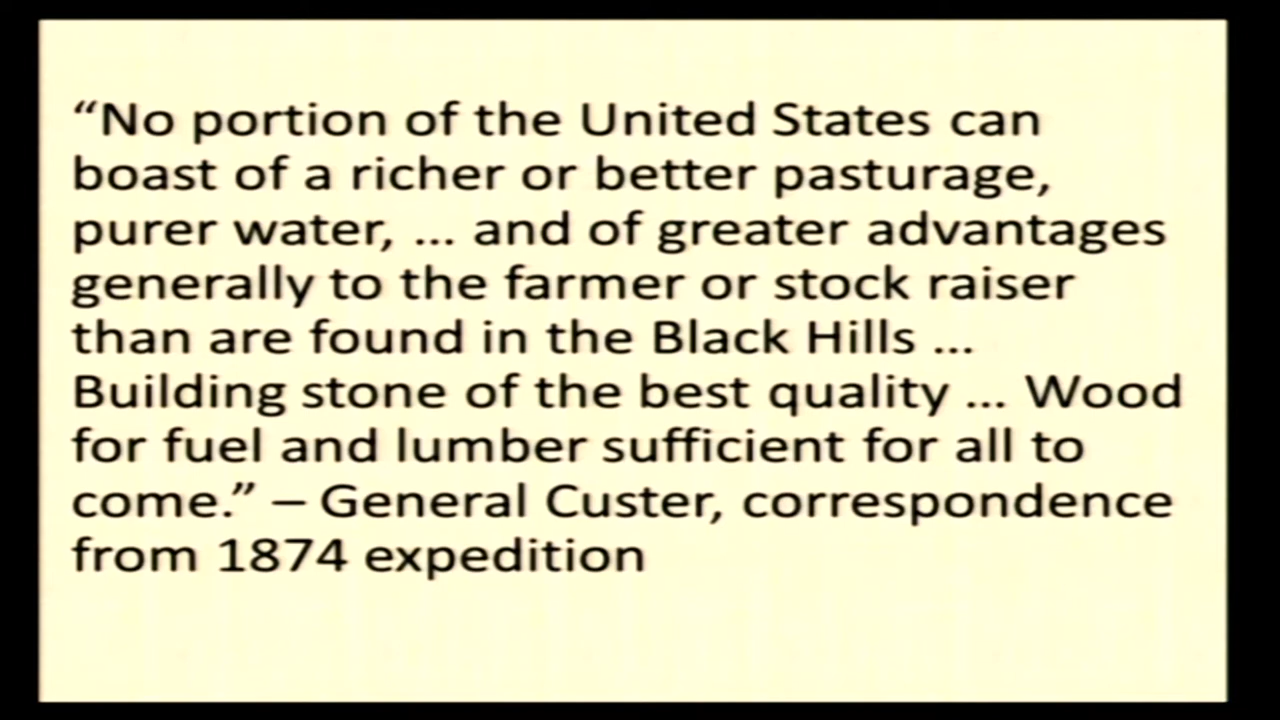 “No portion of the United States can
boast of a richer or better pasturage,
purer water, ... and of greater advantages
generally to the farmer or stock raiser
than are found in the Black Hills ...
Building stone of the best quality ... Wood
for fuel and lumber sufficient for all to
come.” – General Custer, correspondence
from 1874 expedition